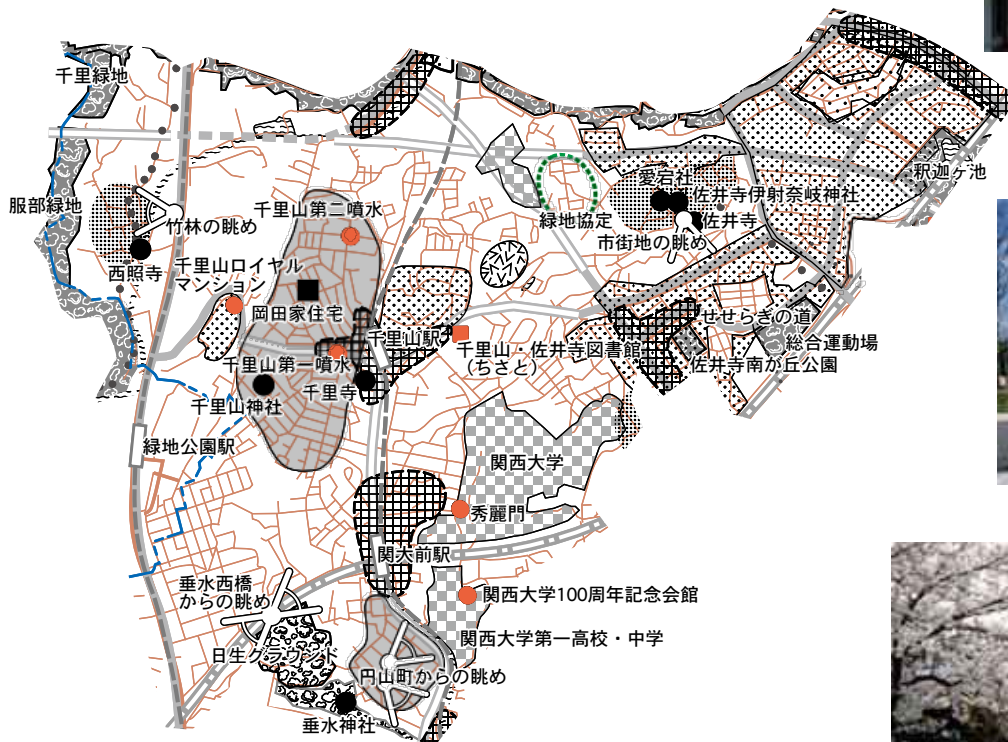 千里緑地
服部緑地
竹林の眺め
西照寺
千里山第二噴水
千里山ロイヤル
マンション
岡田家住宅
千里山第一噴水
千里山神社
千里寺
千里山駅
千里山・佐井寺図書館
(ちさと)
緑地協定
愛宕社
佐井寺伊射奈岐神社
佐井寺
市街地の眺め
釈迦ヶ池
せせらぎの道
総合運動場
佐井寺南が丘公園
緑地公園駅
関西大学
秀麗門
関大前駅
関西大学100周年記念会館
関西大学第一高校・中学
垂水西橋
からの眺め
日生グラウンド
円山町からの眺め
垂水神社